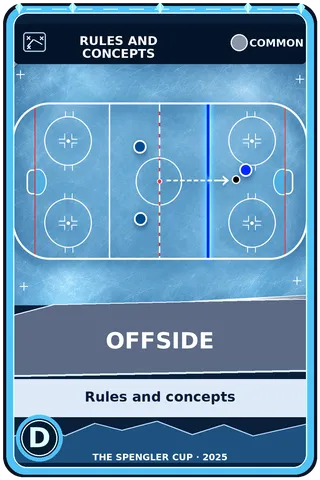 RULES AND
CONCEPTS
COMMON
OFFSIDE
Rules and concepts
D
THE SPENGLER CUP · 2025